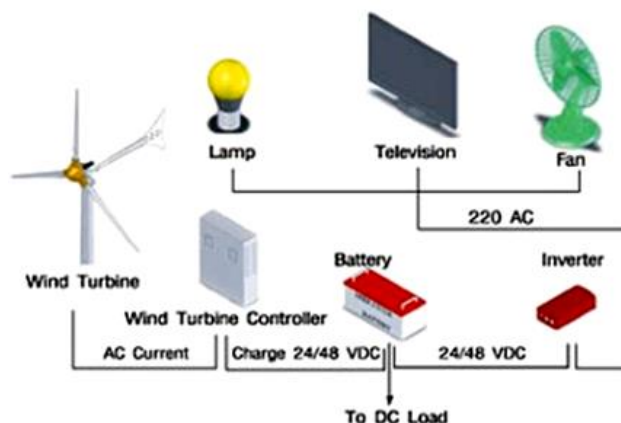 Lamp
Television
Fan
220 AC
Wind Turbine
Battery
Inverter
Wind Turbine Controller
AC Current
Charge 24/48 VDC
24/48 VDC
To DC Load